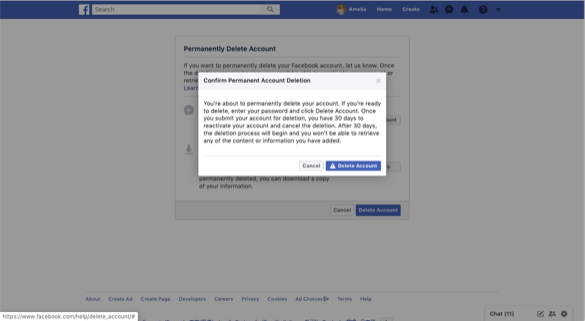 f Search
Amelia Home Create
Permanently Delete Account
If you want to permanently delete your Facebook account, let us know. Once
the
or
retrie
Learn
Confirm Permanent Account Deletion
You're about to permanently delete your account. If you're ready
to delete, enter your password and click Delete Account. Once
you submit your account for deletion, you have 30 days to
reactivate your account and cancel the deletion. After 30 days,
the deletion process will begin and you won't be able to retrieve
any of the content or information you have added.
Cancel Delete Account
permanently deleted, you can download a copy
of your information.
Cancel Delete Account
About Create Ad Create Page Developers Careers Privacy Cookies Ad Choices Terms Help
https://www.facebook.com/help/delete_account/#
Chat (11)